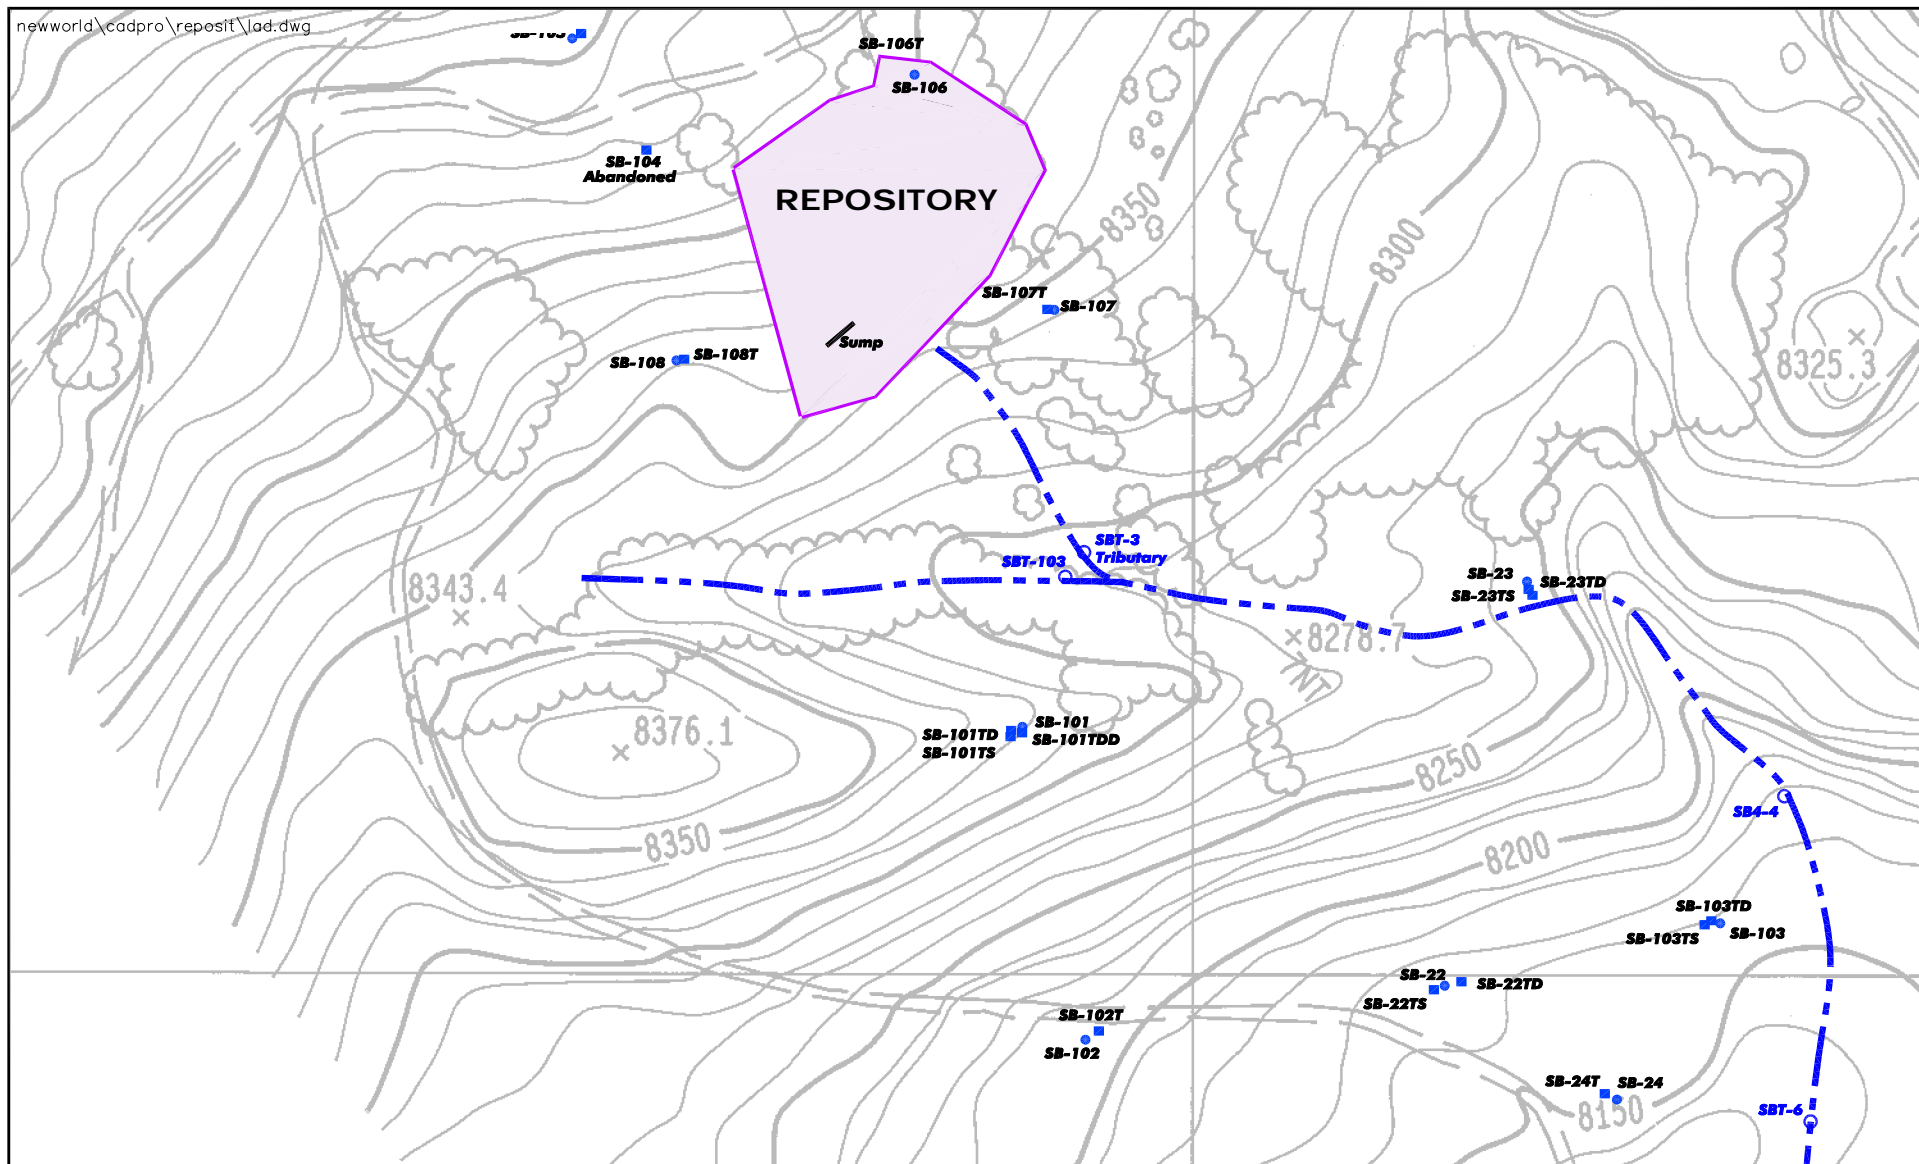 newworld\cadpro\reposit\lad.dwg
SB-106T
SB-106
SB-104
Abandoned
REPOSITORY
8350
8300
SB-107T
SB-107
Sump
SB-108
SB-108T
8325.3
SBT-3
Tributary
SBT-103
8343.4
SB-23
SB-23TD
SB-23TS
8278.7
TNT
8376.1
SB-101
SB-101TD
SB-101TDD
SB-101TS
8250
SB4-4
8350
8200
SB-103TD
SB-103TS
SB-103
SB-22
SB-22TD
SB-22TS
SB-102T
SB-102
SB-24T
SB-24
8150
SBT-6